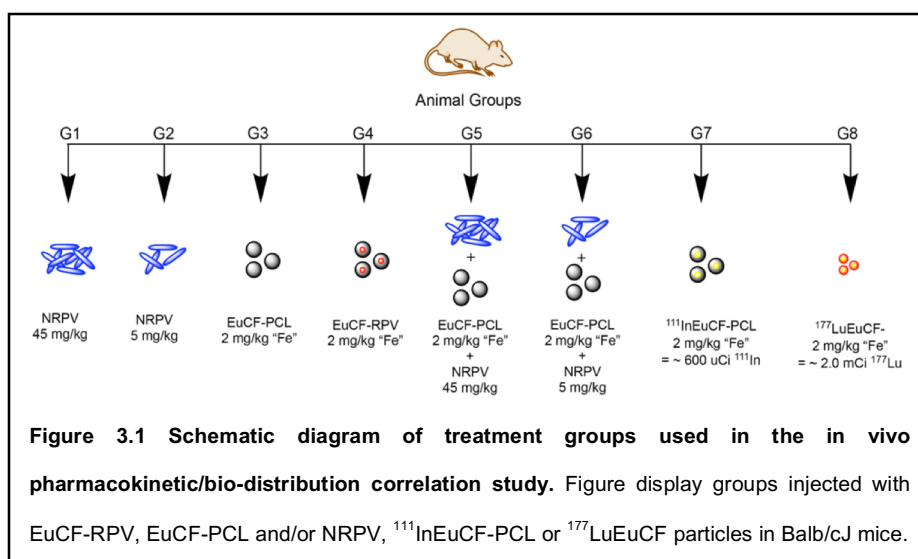 Animal Groups
G1 G2 G3 G4 G5 G6 G7 G8
+ +
NRPV
45 mg/kg
NRPV
5 mg/kg
EuCF-PCL
2 mg/kg “Fe”
EuCF-RPV
2 mg/kg “Fe”
EuCF-PCL
2 mg/kg “Fe”
+
NRPV
45 mg/kg
EuCF-PCL
2 mg/kg “Fe”
+
NRPV
5 mg/kg
¹¹¹InEuCF-PCL
2 mg/kg “Fe”
= ~ 600 uCi ¹¹¹In
¹⁷⁷LuEuCF-
2 mg/kg “Fe”
= ~ 2.0 mCi ¹⁷⁷Lu
Figure 3.1 Schematic diagram of treatment groups used in the in vivo
pharmacokinetic/bio-distribution correlation study. Figure display groups injected with
EuCF-RPV, EuCF-PCL and/or NRPV, ¹¹¹InEuCF-PCL or ¹⁷⁷LuEuCF particles in Balb/cJ mice.